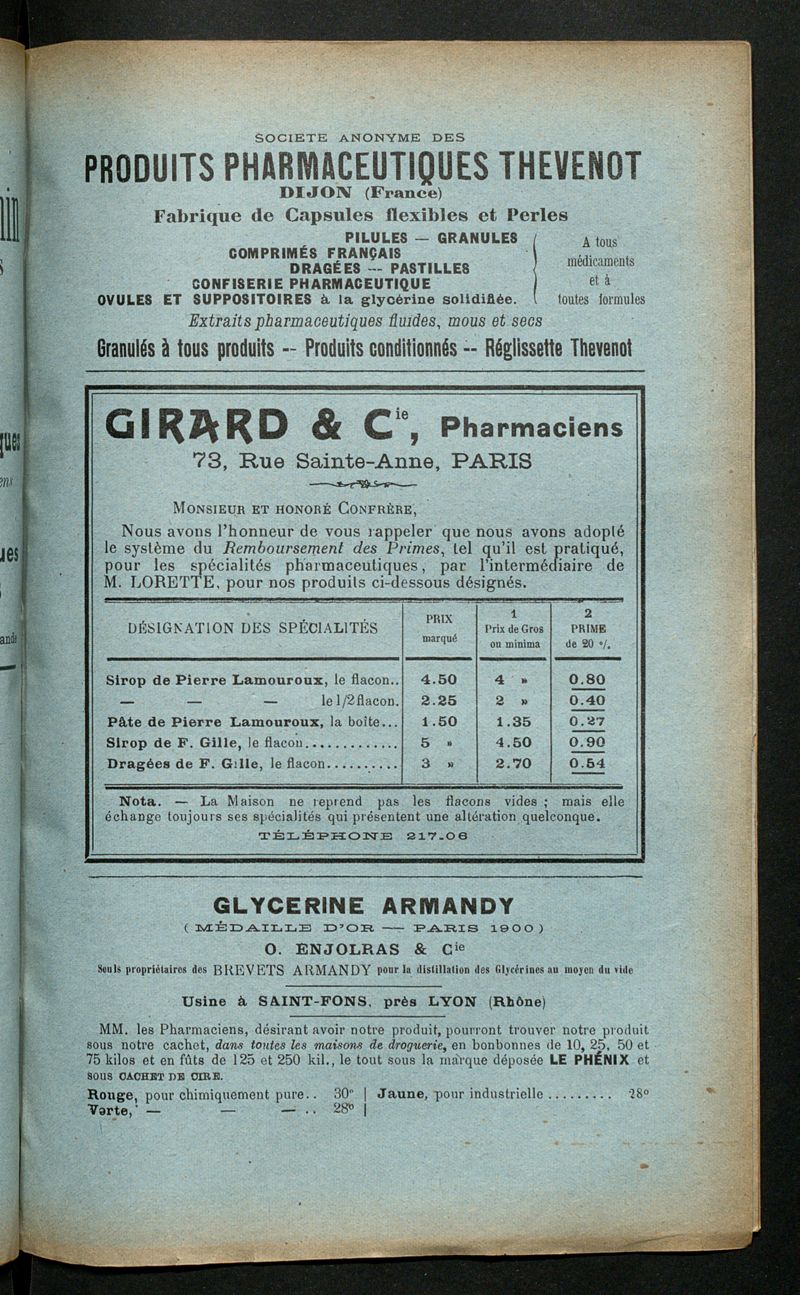 SOCIETE ANONYME DES
PRODUITS PHARMACEUTIQUES THEVENOT
DIJON (France)
Fabrique de Capsules flexibles et Perles
PILULES — GRANULES
COMPRIMÉS FRANÇAIS
DRAGÉES — PASTILLES
CONFISERIE PHARMACEUTIQUE
OVULES ET SUPPOSITOIRES à la glycérine solidifiée.
A tous
médicaments
et à
toutes formules
Extraits pharmaceutiques fluides, mous et secs
Granulés à tous produits -- Produits conditionnés -- Réglissette Thevenot
GIRARD & Cie, Pharmaciens
73, Rue Sainte-Anne, PARIS
MONSIEUR ET HONORÉ CONFRÈRE,
Nous avons l'honneur de vous rappeler que nous avons adopté
le système du Remboursement des Primes, tel qu'il est pratiqué,
pour les spécialités pharmaceutiques, par l'intermédiaire de
M. LORETTE, pour nos produits ci-dessous désignés.
DÉSIGNATION DES SPÉCIALITÉS | PRIX marqué | 1 Prix de Gros ou minima | 2 PRIME de 20 %.
Sirop de Pierre Lamouroux, le flacon.. 4.50 4 » 0.80
— — — le 1/2 flacon. 2.25 2 » 0.40
Pâte de Pierre Lamouroux, la boîte... 1.50 1.35 0.27
Sirop de F. Gille, le flacon.............. 5 » 4.50 0.90
Dragées de F. Gille, le flacon.......... 3 » 2.70 0.54
Nota. — La Maison ne reprend pas les flacons vides ; mais elle
échange toujours ses spécialités qui présentent une altération quelconque.
TÉLÉPHONE 217.06
GLYCERINE ARMANDY
( MÉDAILLE D'OR — PARIS 1900 )
O. ENJOLRAS & Cie
Seuls propriétaires des BREVETS ARMANDY pour la distillation des Glycérines au moyen du vide
Usine à SAINT-FONS, près LYON (Rhône)
MM. les Pharmaciens, désirant avoir notre produit, pourront trouver notre produit
sous notre cachet, dans toutes les maisons de droguerie, en bonbonnes de 10, 25, 50 et
75 kilos et en fûts de 125 et 250 kil., le tout sous la marque déposée LE PHÉNIX et
sous CACHET DE CIRE.
Rouge, pour chimiquement pure.. 30° | Jaune, pour industrielle ......... 28°
Verte, — — — .. 28° |